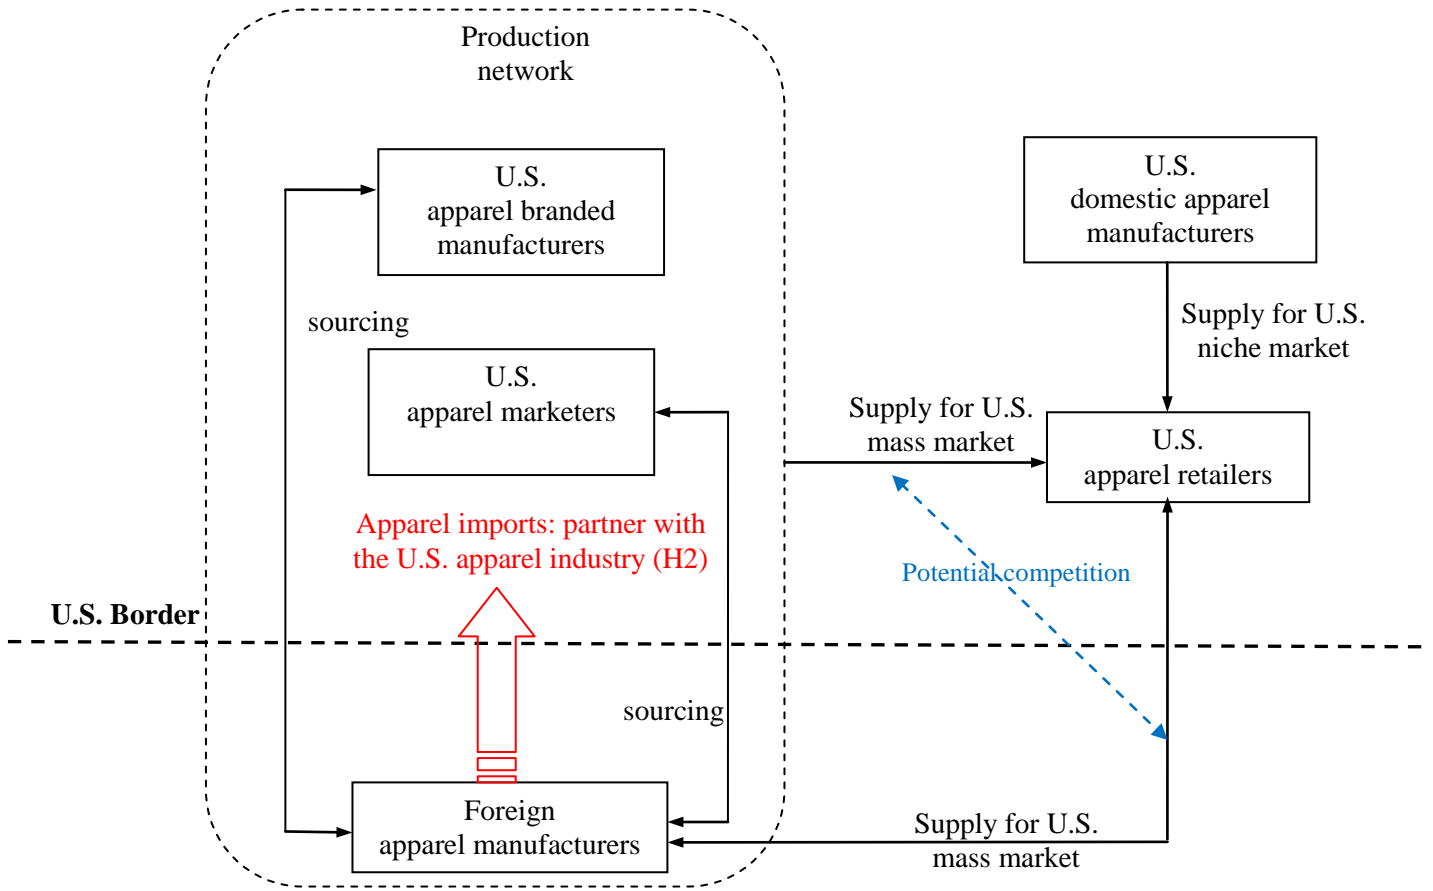 Production
network
U.S.
apparel branded
manufacturers
U.S.
domestic apparel
manufacturers
sourcing
Supply for U.S.
niche market
U.S.
apparel marketers
Supply for U.S.
mass market
U.S.
apparel retailers
Apparel imports: partner with
the U.S. apparel industry (H2)
Potential competition
U.S. Border
sourcing
Foreign
apparel manufacturers
Supply for U.S.
mass market